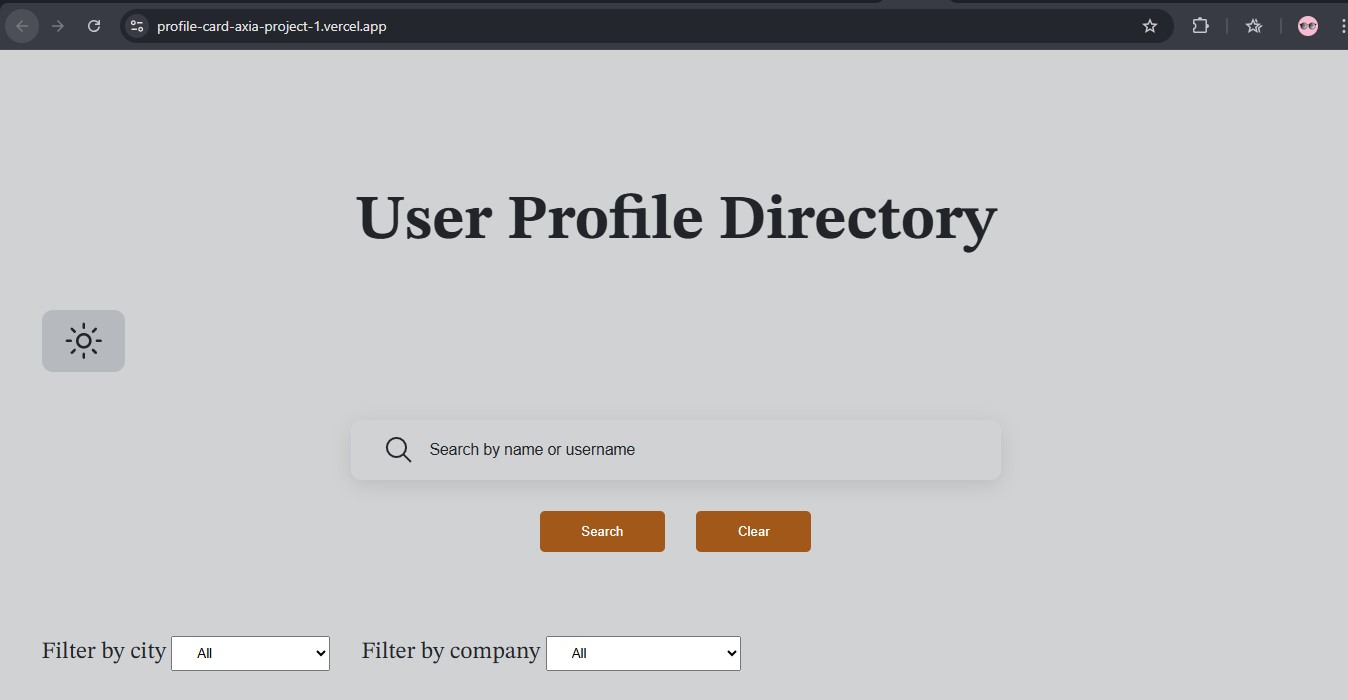 profile-card-axia-project-1.vercel.app
User Profile Directory
Search by name or username
Search Clear
Filter by city All Filter by company All